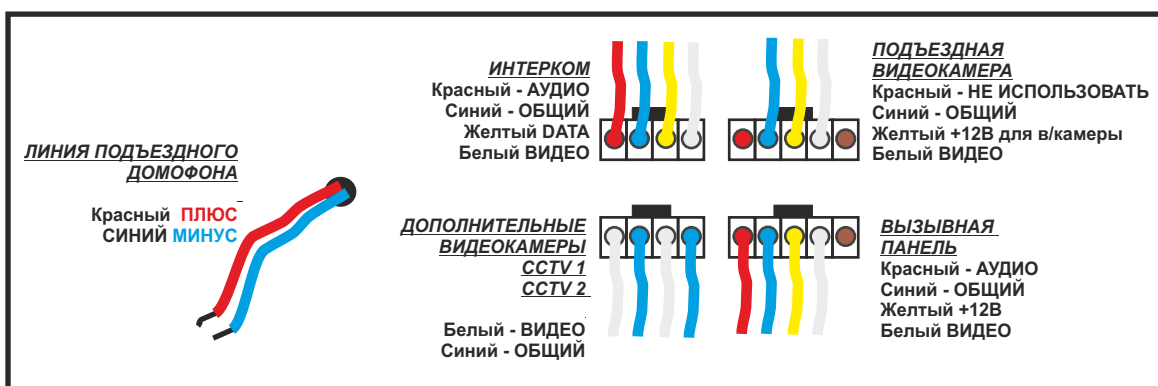 ЛИНИЯ ПОДЪЕЗДНОГО
ДОМОФОНА
Красный ПЛЮС
СИНИЙ МИНУС
ИНТЕРКОМ
Красный - АУДИО
Синий - ОБЩИЙ
Желтый DATA
Белый ВИДЕО
ПОДЪЕЗДНАЯ
ВИДЕОКАМЕРА
Красный - НЕ ИСПОЛЬЗОВАТЬ
Синий - ОБЩИЙ
Желтый +12В для в/камеры
Белый ВИДЕО
ДОПОЛНИТЕЛЬНЫЕ
ВИДЕОКАМЕРЫ
CCTV 1
CCTV 2
Белый - ВИДЕО
Синий - ОБЩИЙ
ВЫЗЫВНАЯ
ПАНЕЛЬ
Красный - АУДИО
Синий - ОБЩИЙ
Желтый +12В
Белый ВИДЕО